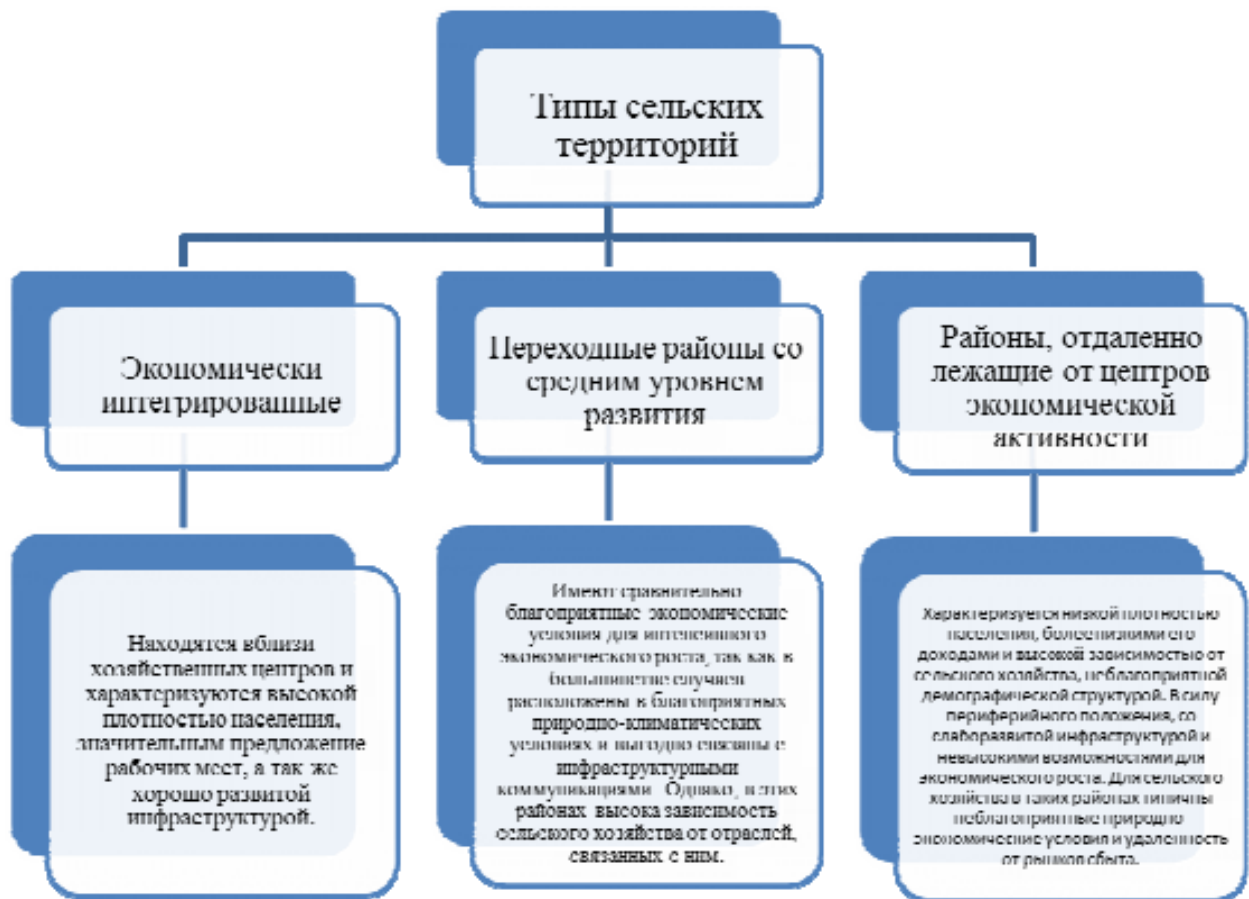 Типы сельских
территорий
Экономически
интегрированные
Переходные районы со
средним уровнем
развития
Районы, отдаленно
лежащие от центров
экономической
активности
Находятся вблизи
хозяйственных центров и
характеризуются высокой
плотностью населения,
значительным предложение
рабочих мест, а так же
хорошо развитой
инфраструктурой.
Имеют сравнительно
благоприятные экономические
условия для интенсивного
экономического роста, так как в
большинстве случаев
расположены в благоприятных
природно-климатических
условиях и выгодно связаны с
инфраструктурными
коммуникациями. Однако, в этих
районах высока зависимость
сельского хозяйства от отраслей,
связанных с ним.
Характеризуется низкой плотностью
населения, более низкими его
доходами и высокой зависимостью от
сельского хозяйства, неблагоприятной
демографической структурой. В силу
периферийного положения, со
слаборазвитой инфраструктурой и
невысокими возможностями для
экономического роста. Для сельского
хозяйства в таких районах типичны
неблагоприятные природно
экономические условия и удаленность
от рынков сбыта.